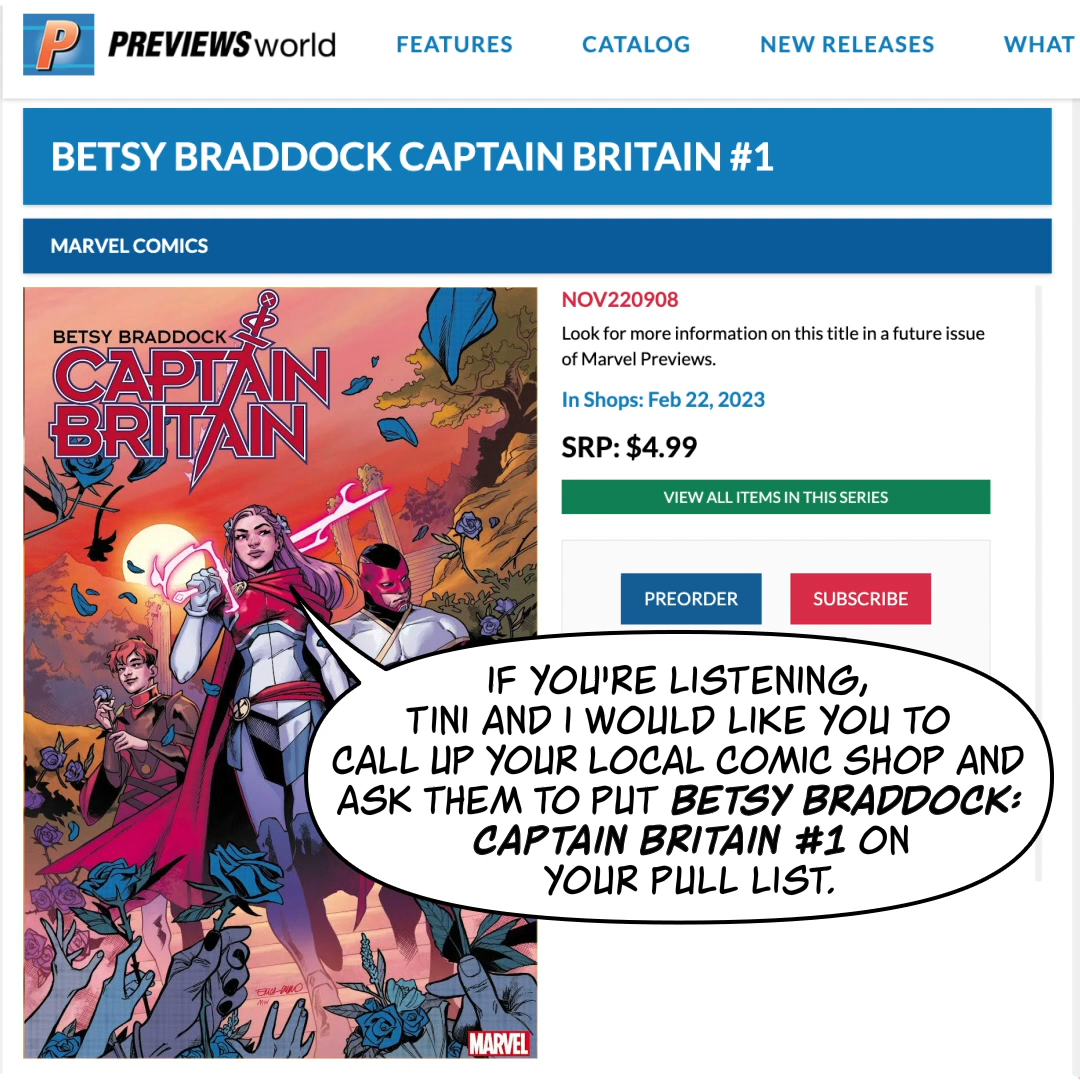 PREVIEWSworld
FEATURES
CATALOG
NEW RELEASES
WHAT
BETSY BRADDOCK CAPTAIN BRITAIN #1
MARVEL COMICS
BETSY BRADDOCK
CAPTAIN
BRITAIN
MARVEL
NOV220908
Look for more information on this title in a future issue
of Marvel Previews.
In Shops: Feb 22, 2023
SRP: $4.99
VIEW ALL ITEMS IN THIS SERIES
PREORDER
SUBSCRIBE
IF YOU'RE LISTENING,
TINI AND I WOULD LIKE YOU TO
CALL UP YOUR LOCAL COMIC SHOP AND
ASK THEM TO PUT BETSY BRADDOCK:
CAPTAIN BRITAIN #1 ON
YOUR PULL LIST.